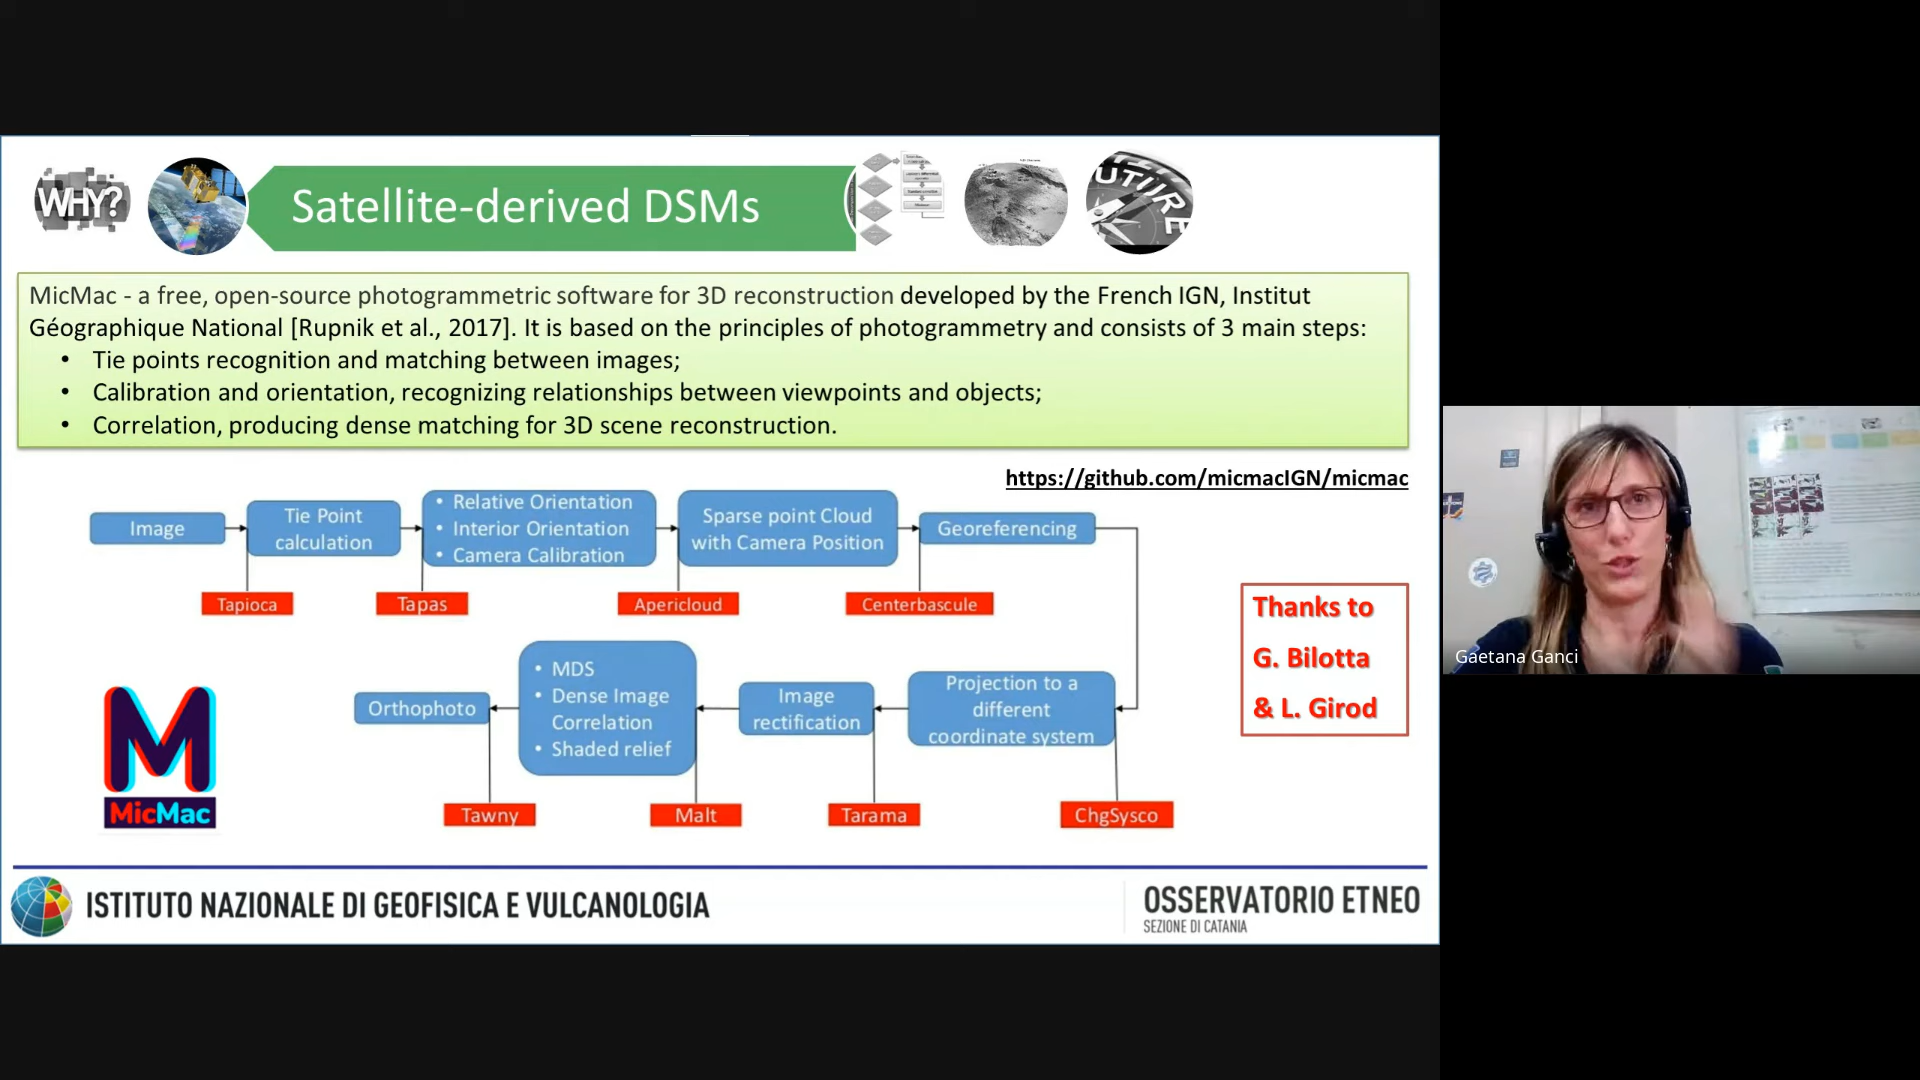 WHY?
Satellite-derived DSMs
UTURE
MicMac - a free, open-source photogrammetric software for 3D reconstruction developed by the French IGN, Institut
Géographique National [Rupnik et al., 2017]. It is based on the principles of photogrammetry and consists of 3 main steps:
• Tie points recognition and matching between images;
• Calibration and orientation, recognizing relationships between viewpoints and objects;
• Correlation, producing dense matching for 3D scene reconstruction.
https://github.com/micmacIGN/micmac
Image
Tie Point
calculation
• Relative Orientation
• Interior Orientation
• Camera Calibration
Sparse point Cloud
with Camera Position
Georeferencing
Tapioca
Tapas
Apericloud
Centerbascule
Thanks to
G. Bilotta
& L. Girod
Orthophoto
• MDS
• Dense Image
Correlation
• Shaded relief
Image
rectification
Projection to a
different
coordinate system
Tawny
Malt
Tarama
ChgSysco
M
MicMac
ISTITUTO NAZIONALE DI GEOFISICA E VULCANOLOGIA
OSSERVATORIO ETNEO
SEZIONE DI CATANIA
Gaetana Ganci